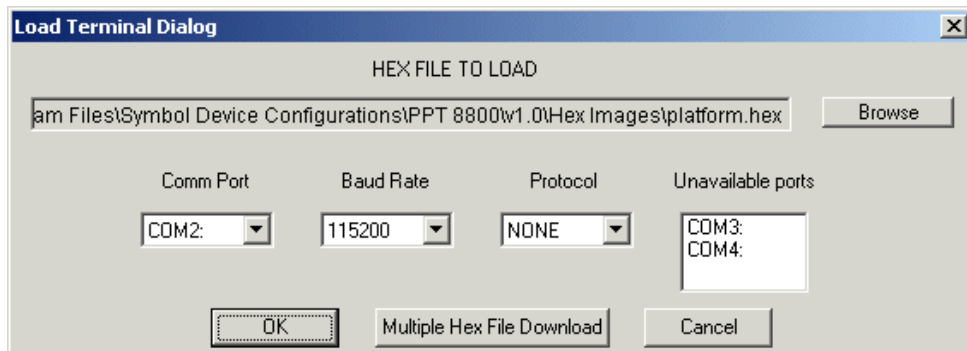 Load Terminal Dialog
HEX FILE TO LOAD
am Files\Symbol Device Configurations\PPT 8800\v1.0\Hex Images\platform.hex
Browse
Comm Port Baud Rate Protocol Unavailable ports
COM2: 115200 NONE COM3:
COM4:
OK Multiple Hex File Download Cancel